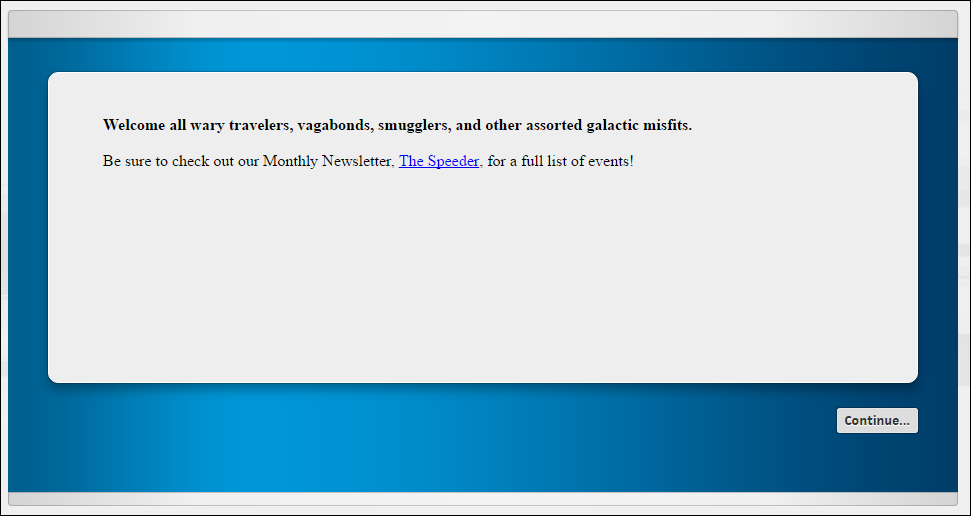 Welcome all wary travelers, vagabonds, smugglers, and other assorted galactic misfits.
Be sure to check out our Monthly Newsletter, The Speeder, for a full list of events!
Continue...